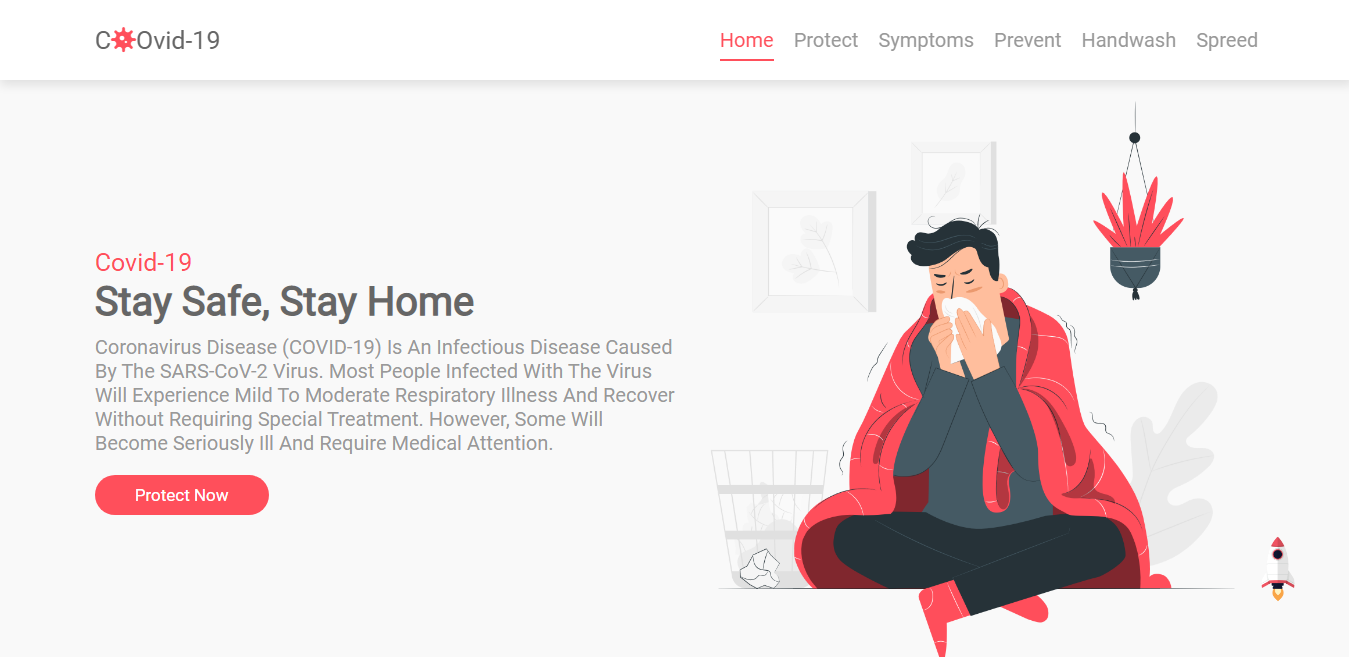 COvid-19
Home Protect Symptoms Prevent Handwash Spreed
Covid-19
Stay Safe, Stay Home
Coronavirus Disease (COVID-19) Is An Infectious Disease Caused
By The SARS-CoV-2 Virus. Most People Infected With The Virus
Will Experience Mild To Moderate Respiratory Illness And Recover
Without Requiring Special Treatment. However, Some Will
Become Seriously Ill And Require Medical Attention.
Protect Now